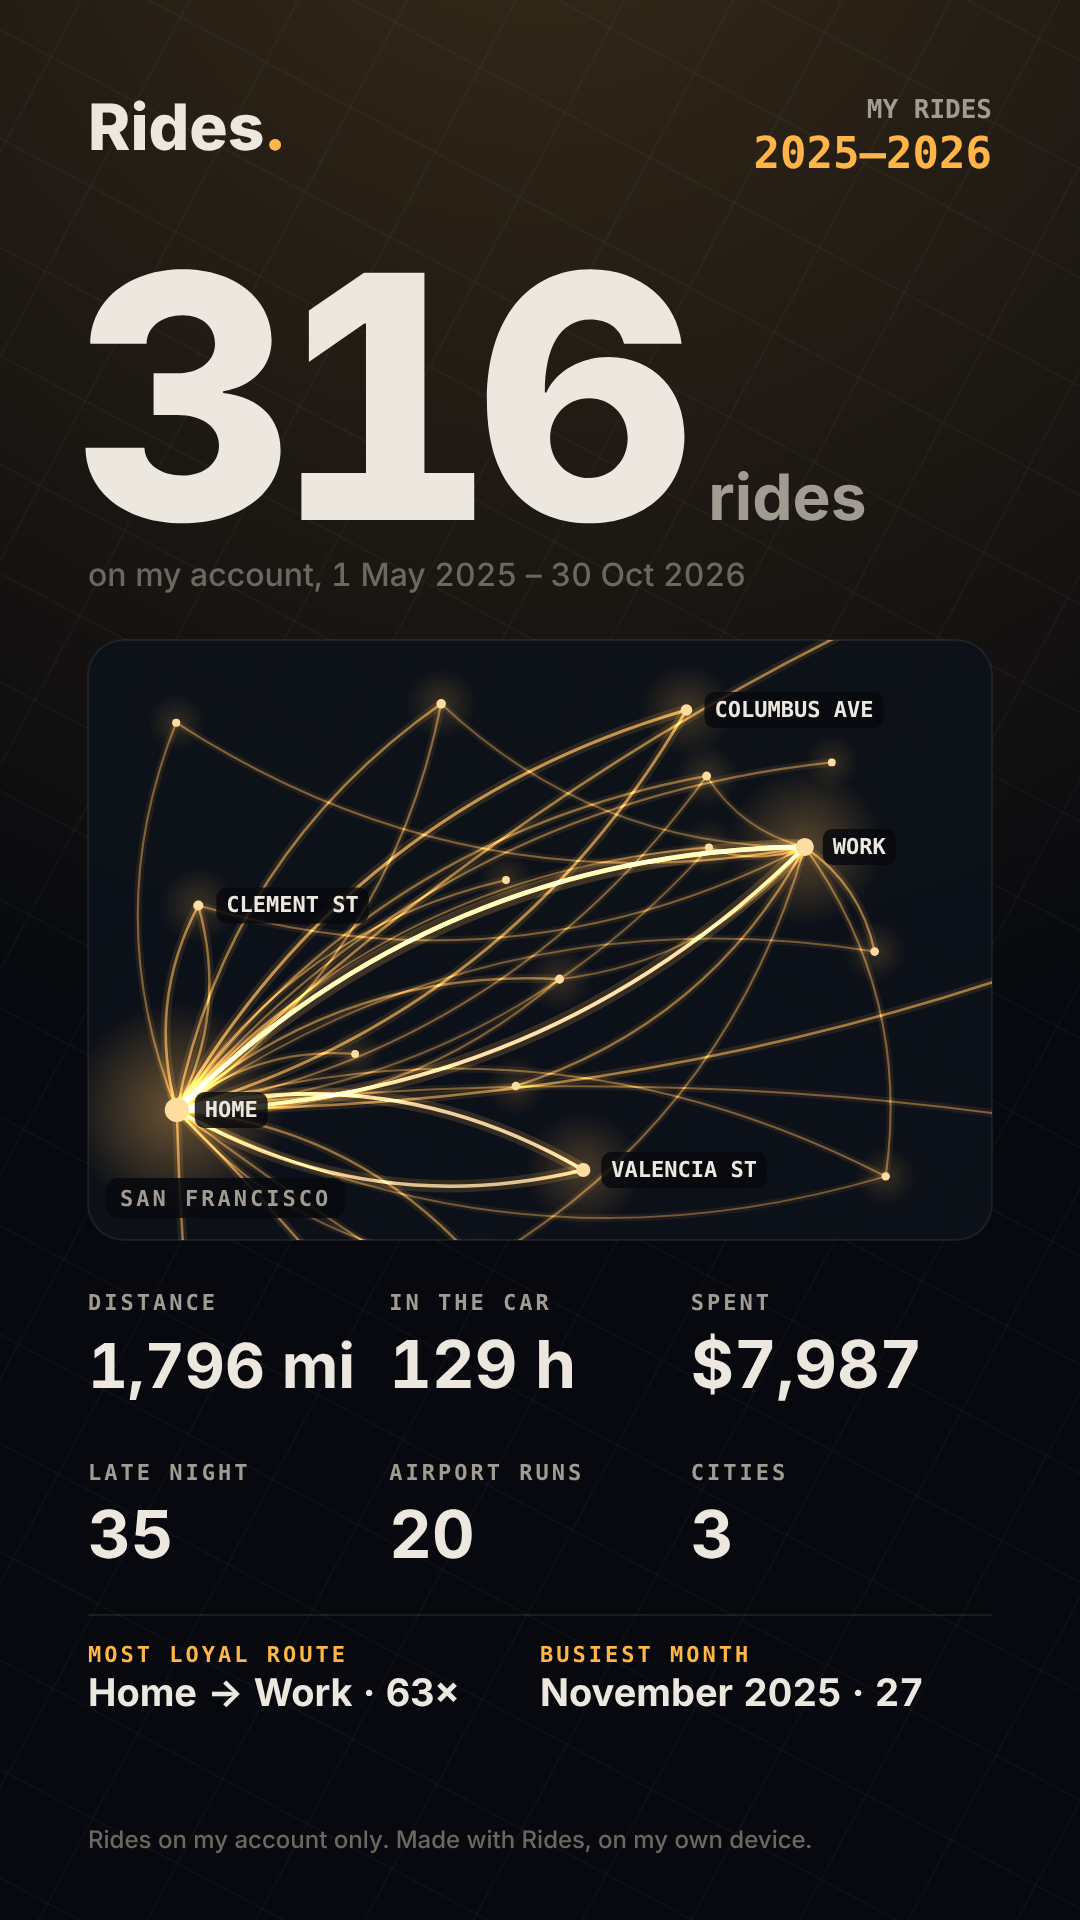 Rides.
MY RIDES
2025–2026
316 rides
on my account, 1 May 2025 – 30 Oct 2026
COLUMBUS AVE
WORK
CLEMENT ST
HOME
VALENCIA ST
SAN FRANCISCO
DISTANCE
1,796 mi
IN THE CAR
129 h
SPENT
$7,987
LATE NIGHT
35
AIRPORT RUNS
20
CITIES
3
MOST LOYAL ROUTE
Home → Work · 63×
BUSIEST MONTH
November 2025 · 27
Rides on my account only. Made with Rides, on my own device.